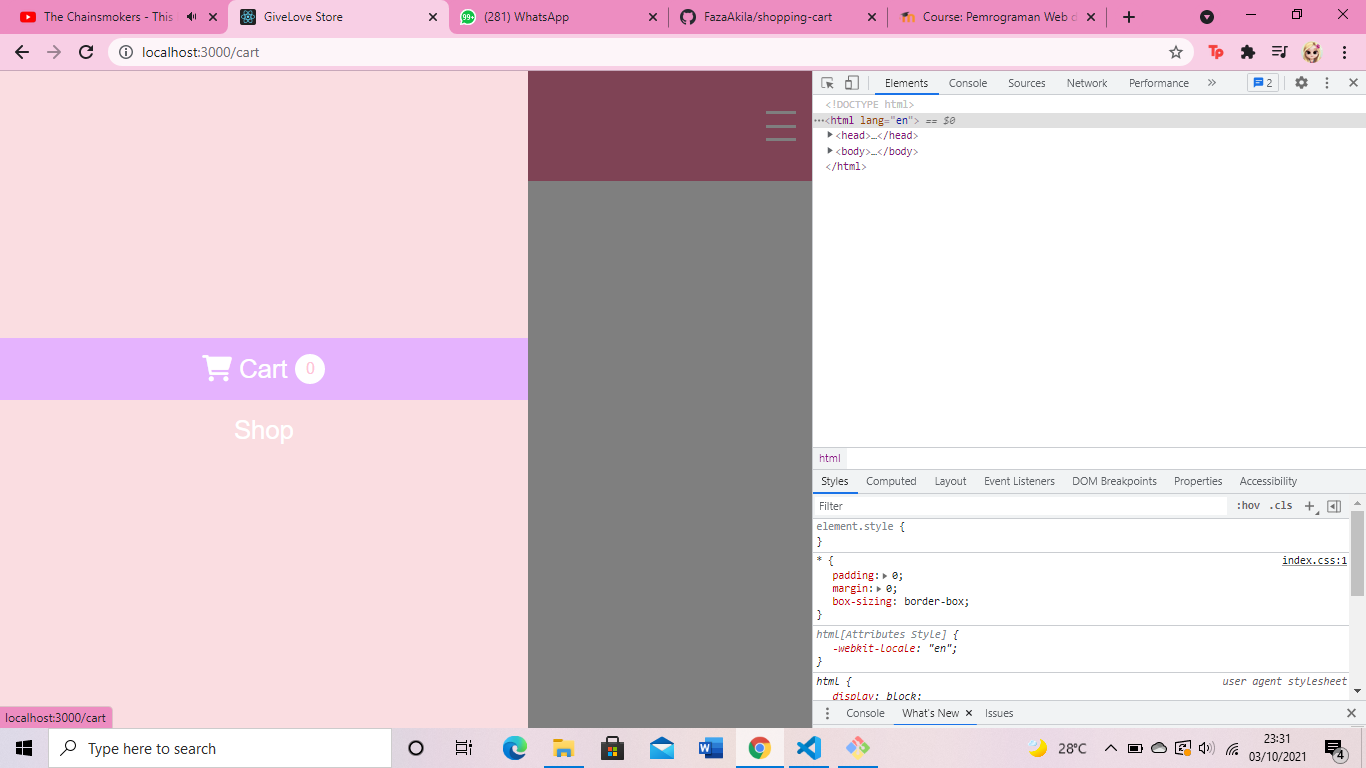 The Chainsmokers - This
GiveLove Store
99+
(281) WhatsApp
FazaAkila/shopping-cart
Course: Pemrograman Web d
localhost:3000/cart
Tp
Cart 0
Shop
localhost:3000/cart
Elements Console Sources Network Performance » 2
<!DOCTYPE html>
…<html lang="en"> == $0
<head>…</head>
<body>…</body>
</html>
html
Styles Computed Layout Event Listeners DOM Breakpoints Properties Accessibility
Filter :hov .cls +
element.style {
}
* { index.css:1
padding: 0;
margin: 0;
box-sizing: border-box;
}
html[Attributes Style] {
-webkit-locale: "en";
}
html { user agent stylesheet
display: block;
Console What's New Issues
Type here to search
28°C
23:31
03/10/2021
4